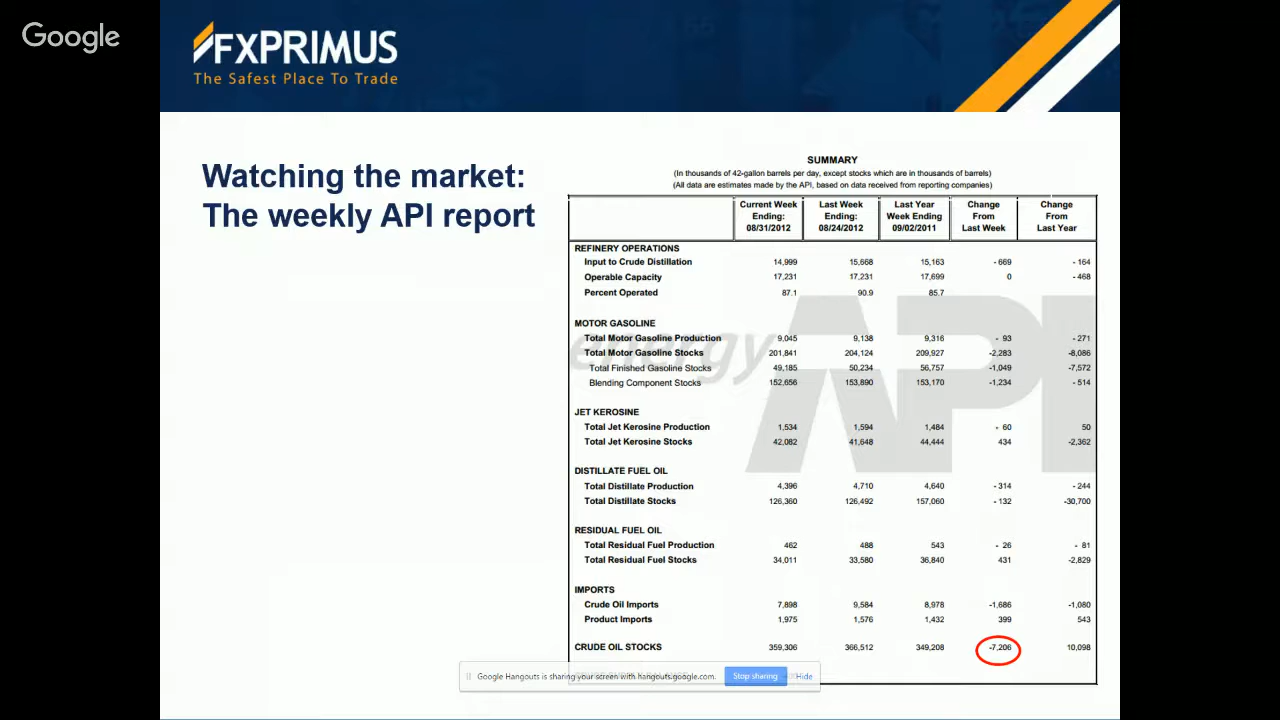 Google
FXPRIMUS
The Safest Place To Trade
Watching the market:
The weekly API report
SUMMARY
(In thousands of 42-gallon barrels per day, except stocks which are in thousands of barrels)
(All data are estimates made by the API, based on data received from reporting companies)
Current Week Ending: 08/31/2012 Last Week Ending: 08/24/2012 Last Year Week Ending 09/02/2011 Change From Last Week Change From Last Year
REFINERY OPERATIONS
Input to Crude Distillation 14,999 15,668 15,163 - 669 - 164
Operable Capacity 17,231 17,231 17,699 0 - 468
Percent Operated 87.1 90.9 85.7
MOTOR GASOLINE
Total Motor Gasoline Production 9,045 9,138 9,316 - 93 - 271
Total Motor Gasoline Stocks 201,841 204,124 209,927 -2,283 -8,086
Total Finished Gasoline Stocks 49,185 50,234 56,757 -1,049 -7,572
Blending Component Stocks 152,656 153,890 153,170 -1,234 - 514
energy API
JET KEROSINE
Total Jet Kerosine Production 1,534 1,594 1,484 - 60 50
Total Jet Kerosine Stocks 42,082 41,648 44,444 434 -2,362
DISTILLATE FUEL OIL
Total Distillate Production 4,396 4,710 4,640 - 314 - 244
Total Distillate Stocks 126,360 126,492 157,060 - 132 -30,700
RESIDUAL FUEL OIL
Total Residual Fuel Production 462 488 543 - 26 - 81
Total Residual Fuel Stocks 34,011 33,580 36,840 431 -2,829
IMPORTS
Crude Oil Imports 7,898 9,584 8,978 -1,686 -1,080
Product Imports 1,975 1,576 1,432 399 543
CRUDE OIL STOCKS 359,306 366,512 349,208 -7,206 10,098
Google Hangouts is sharing your screen with hangouts.google.com. Stop sharing Hide